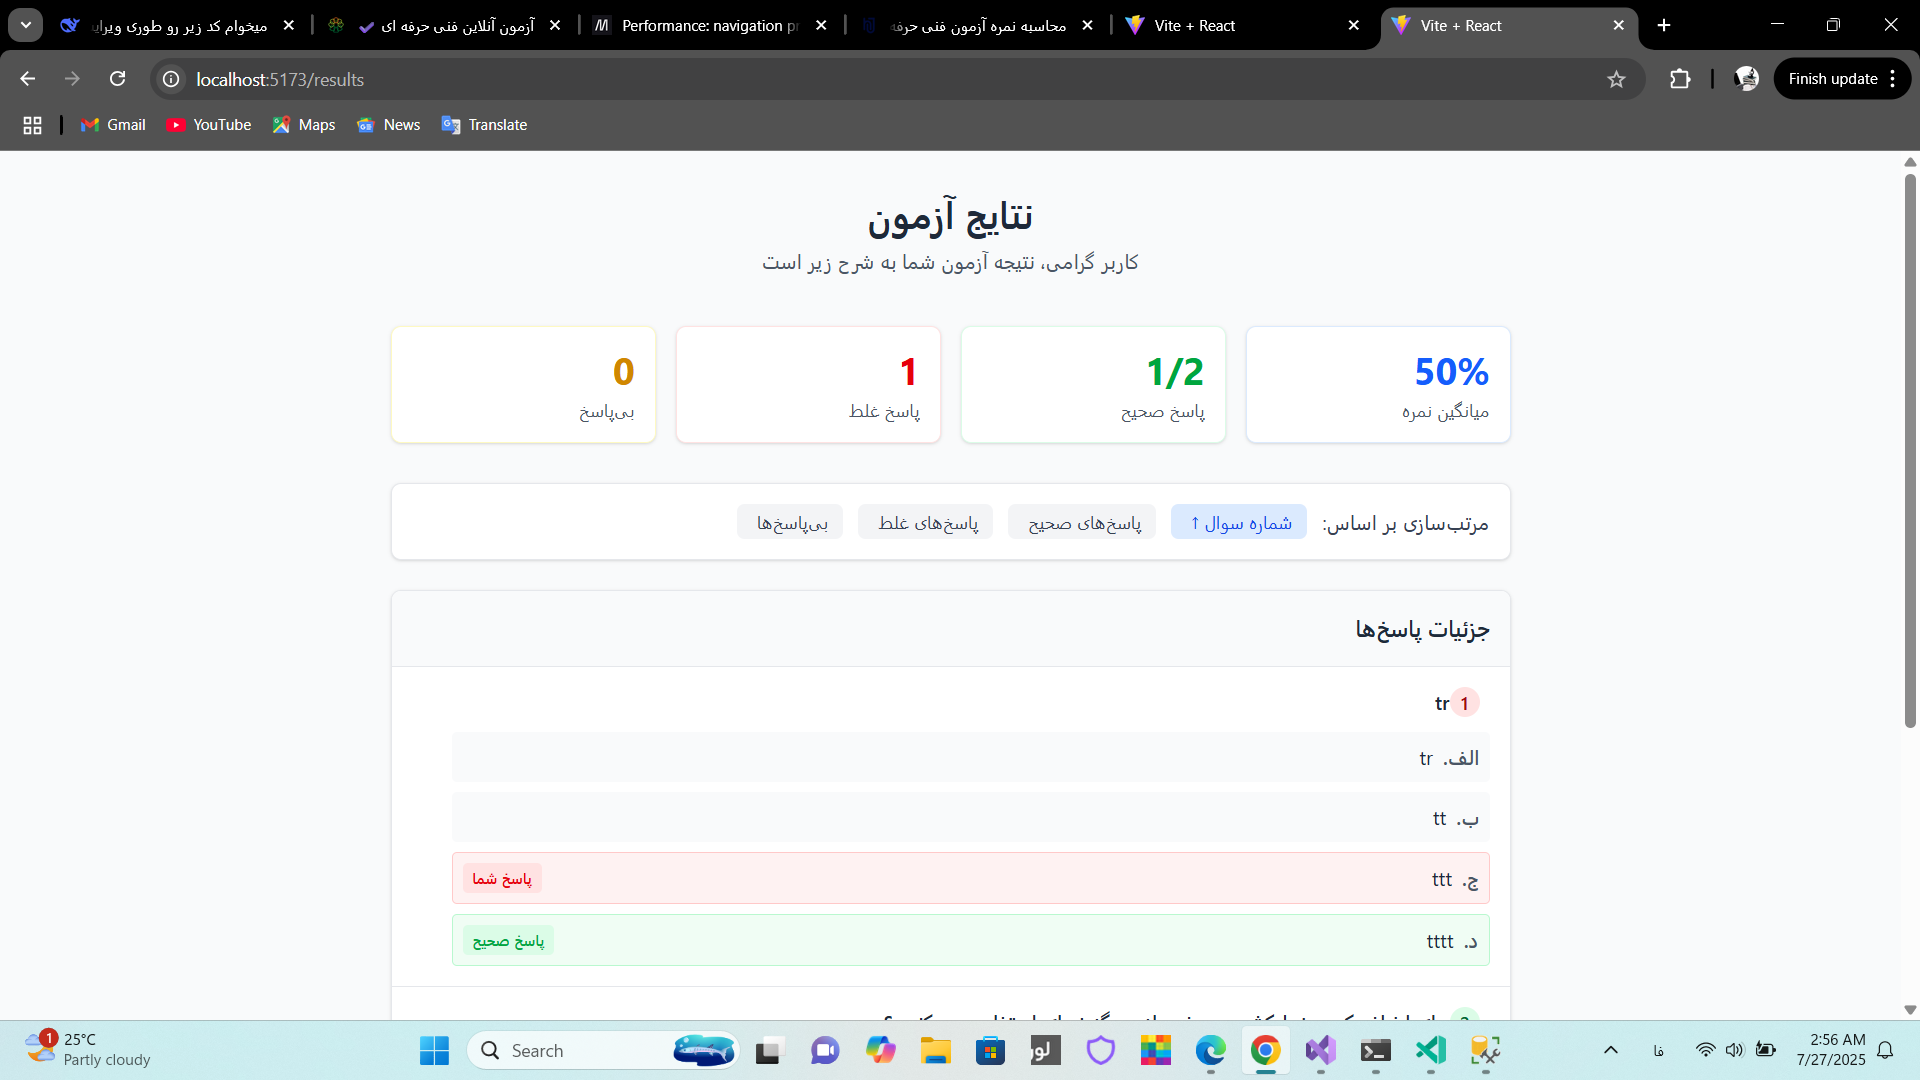 میخوام کد زیر رو طوری ویرایـ
آزمون آنلاین فنی حرفه ای
Performance: navigation pr
محاسبه نمره آزمون فنی حرفه
Vite + React
Vite + React
localhost:5173/results
Finish update
Gmail
YouTube
Maps
News
Translate
نتایج آزمون
کاربر گرامی، نتیجه آزمون شما به شرح زیر است
50%
میانگین نمره
1/2
پاسخ صحیح
1
پاسخ غلط
0
بی‌پاسخ
مرتب‌سازی بر اساس:
شماره سوال ↑
پاسخ‌های صحیح
پاسخ‌های غلط
بی‌پاسخ‌ها
جزئیات پاسخ‌ها
1 tr
الف. tr
ب. tt
ج. ttt
پاسخ شما
د. tttt
پاسخ صحیح
1
25°C
Partly cloudy
Search
لور
فا
2:56 AM
7/27/2025